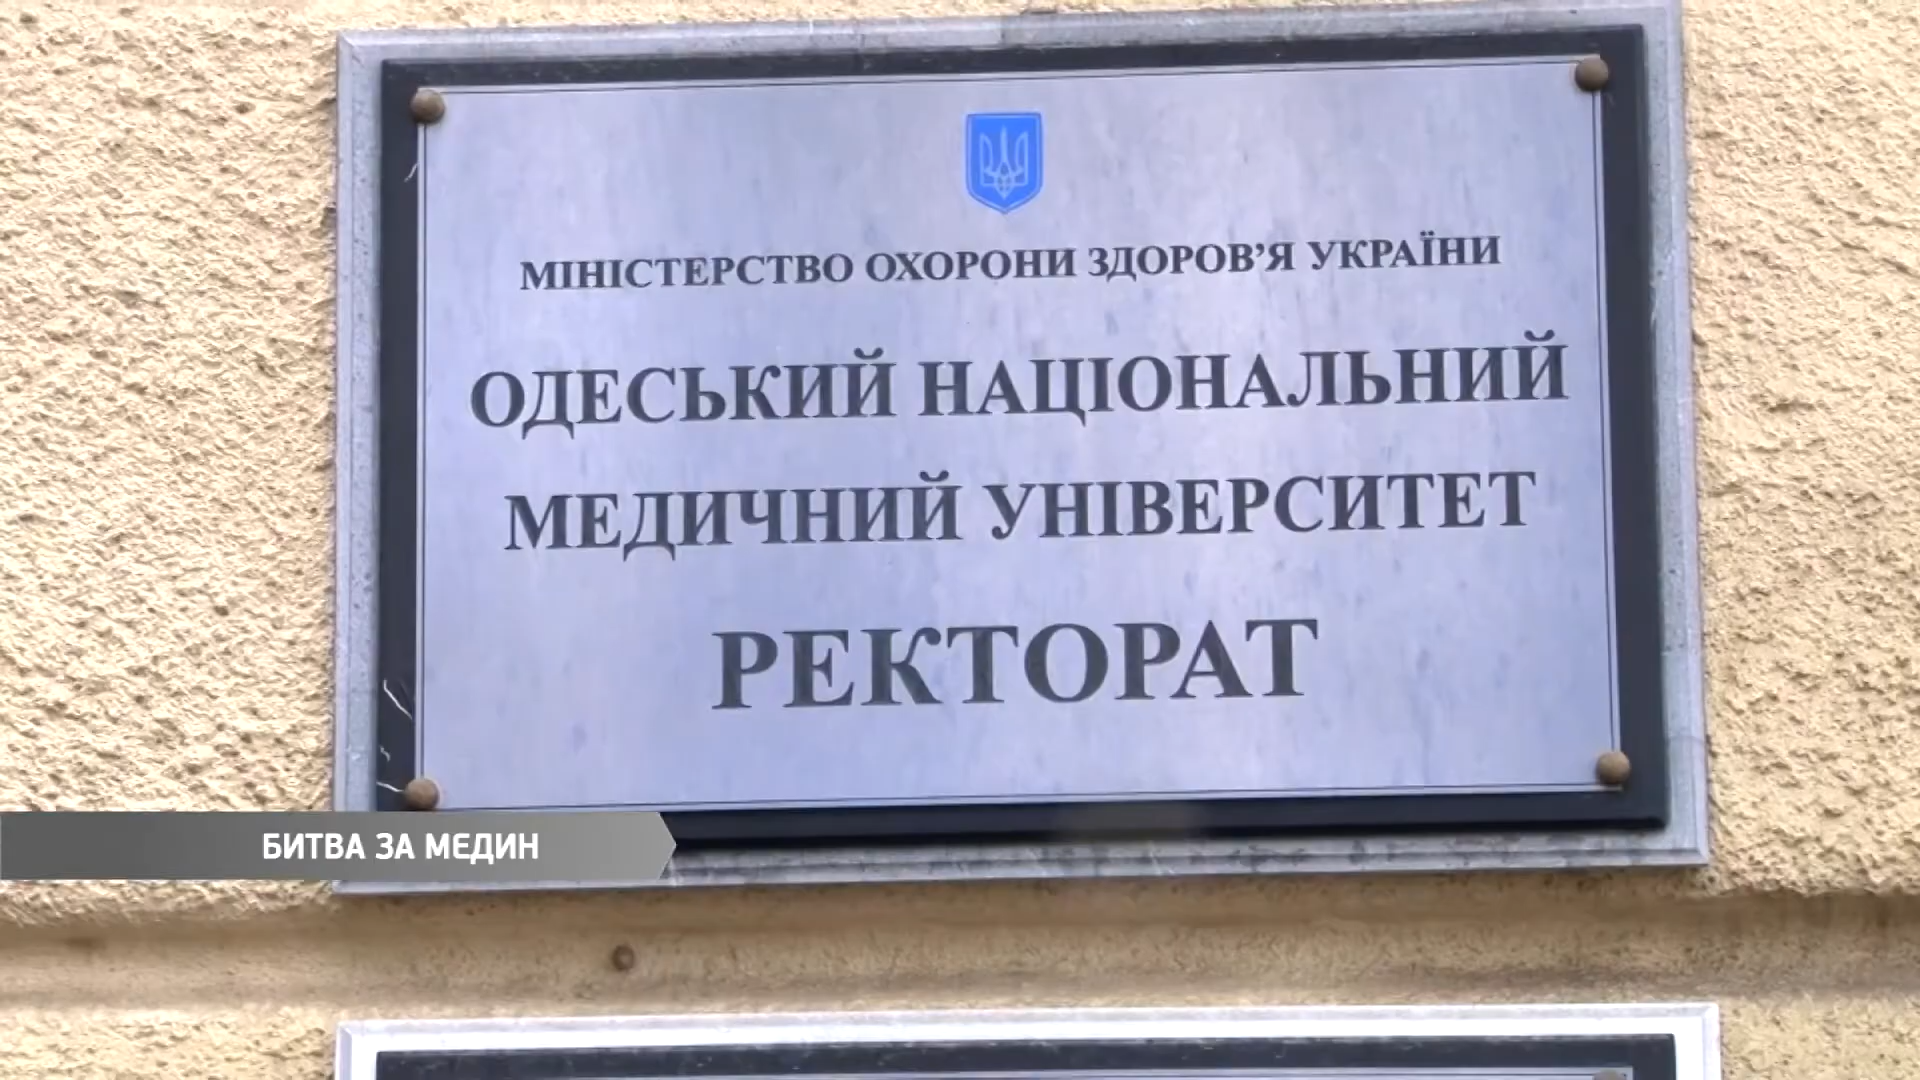 МІНІСТЕРСТВО ОХОРОНИ ЗДОРОВ’Я УКРАЇНИ
ОДЕСЬКИЙ НАЦІОНАЛЬНИЙ
МЕДИЧНИЙ УНІВЕРСИТЕТ
РЕКТОРАТ
БИТВА ЗА МЕДИН